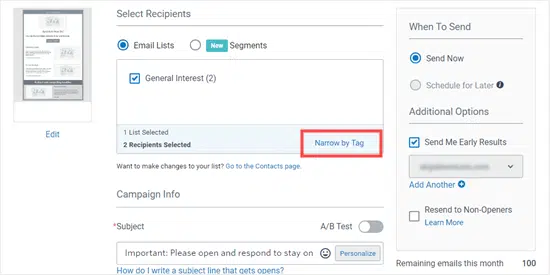 Select Recipients
Email Lists
New Segments
General Interest (2)
1 List Selected
2 Recipients Selected
Narrow by Tag
Want to make changes to your list? Go to the Contacts page.
Edit
Campaign Info
*Subject
A/B Test
Important: Please open and respond to stay on
Personalize
How do I write a subject line that gets opens?
When To Send
Send Now
Schedule for Later
Additional Options
Send Me Early Results
Add Another
Resend to Non-Openers
Learn More
Remaining emails this month 100